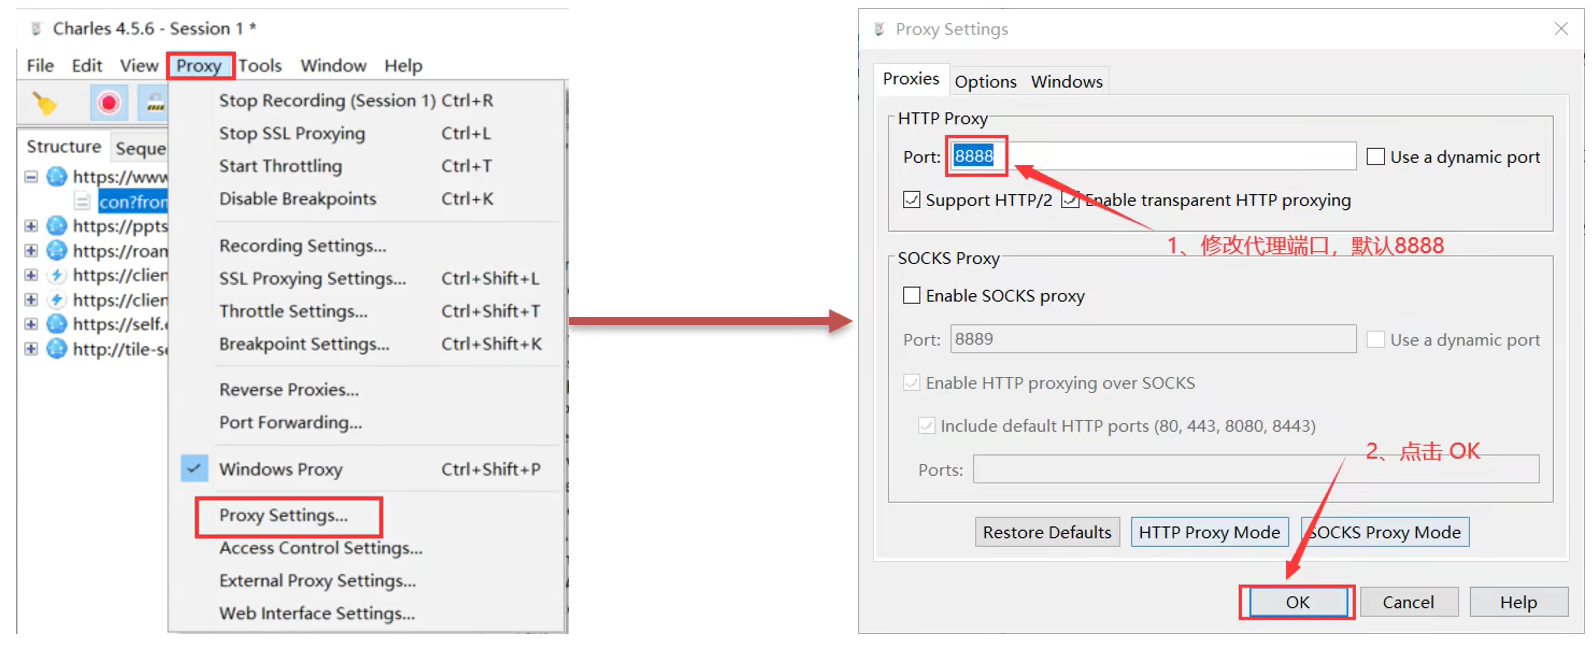 Charles 4.5.6 - Session 1 *
File Edit View Proxy Tools Window Help
Stop Recording (Session 1) Ctrl+R
Stop SSL Proxying Ctrl+L
Start Throttling Ctrl+T
Disable Breakpoints Ctrl+K
Recording Settings...
SSL Proxying Settings... Ctrl+Shift+L
Throttle Settings... Ctrl+Shift+T
Breakpoint Settings... Ctrl+Shift+K
Reverse Proxies...
Port Forwarding...
Windows Proxy Ctrl+Shift+P
Proxy Settings...
Access Control Settings...
External Proxy Settings...
Web Interface Settings...
Structure Seque
https://www
con?fron
https://ppts
https://roan
https://clien
https://clien
https://self.e
http://tile-se
Proxy Settings
Proxies Options Windows
HTTP Proxy
Port: 8888 Use a dynamic port
Support HTTP/2 Enable transparent HTTP proxying
1、修改代理端口，默认8888
SOCKS Proxy
Enable SOCKS proxy
Port: 8889 Use a dynamic port
Enable HTTP proxying over SOCKS
Include default HTTP ports (80, 443, 8080, 8443)
2、点击 OK
Ports:
Restore Defaults HTTP Proxy Mode SOCKS Proxy Mode
OK Cancel Help